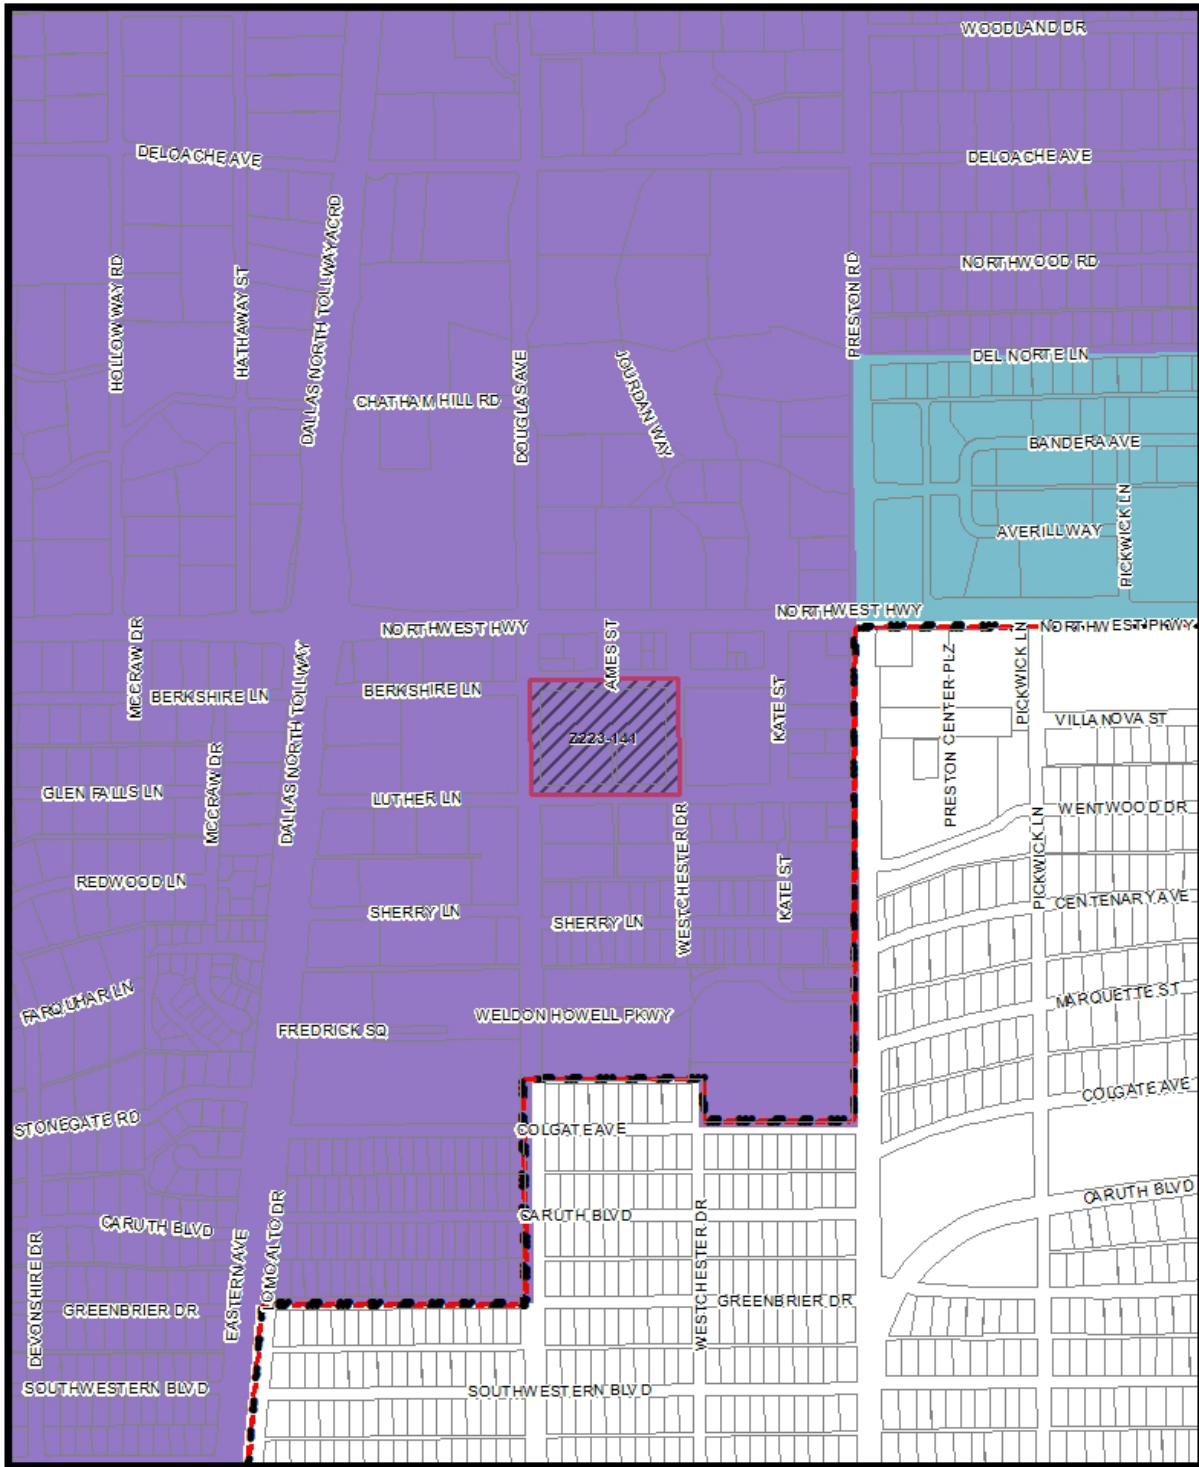 WOODLAND DR
DELOACHE AVE
DELOACHE AVE
HOLLOW WAY RD
HATHAWAY ST
DALLAS NORTH TOLLWAY ACRD
PRESTON RD
NORTHWOOD RD
DEL NORTE LN
DOUGLAS AVE
JOURDAN WAY
CHATHAM HILL RD
BANDERA AVE
AVERILL WAY
PICKWICK LN
NORTHWEST HWY
NORTHWEST HWY
NORTHWEST PKWY
MCCRAW DR
AMES ST
PICKWICK LN
BERKSHIRE LN
BERKSHIRE LN
KATE ST
PRESTON CENTER PLZ
VILLANOVA ST
Z223-141
DALLAS NORTH TOLLWAY
MCCRAW DR
GLEN FALLS LN
LUTHER LN
WENTWOOD DR
WESTCHESTER DR
PICKWICK LN
REDWOOD LN
KATE ST
CENTENARY AVE
SHERRY LN
SHERRY LN
FARQUHAR LN
MARQUETTE ST
FREDRICK SQ
WELDON HOWELL PKWY
COLGATE AVE
STONEGATE RD
COLGATE AVE
CARUTH BLVD
CARUTH BLVD
CARUTH BLVD
LOMO ALTO DR
EASTERN AVE
DEVONSHIRE DR
WESTCHESTER DR
GREENBRIER DR
GREENBRIER DR
SOUTHWESTERN BLVD
SOUTHWESTERN BLVD